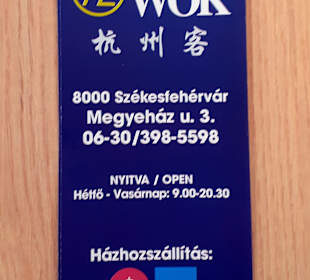 WOK
杭州客
8000 Székesfehérvár
Megyeház u. 3.
06-30/398-5598
NYITVA / OPEN
Hétfő - Vasárnap: 9.00-20.30
Házhozszállítás: